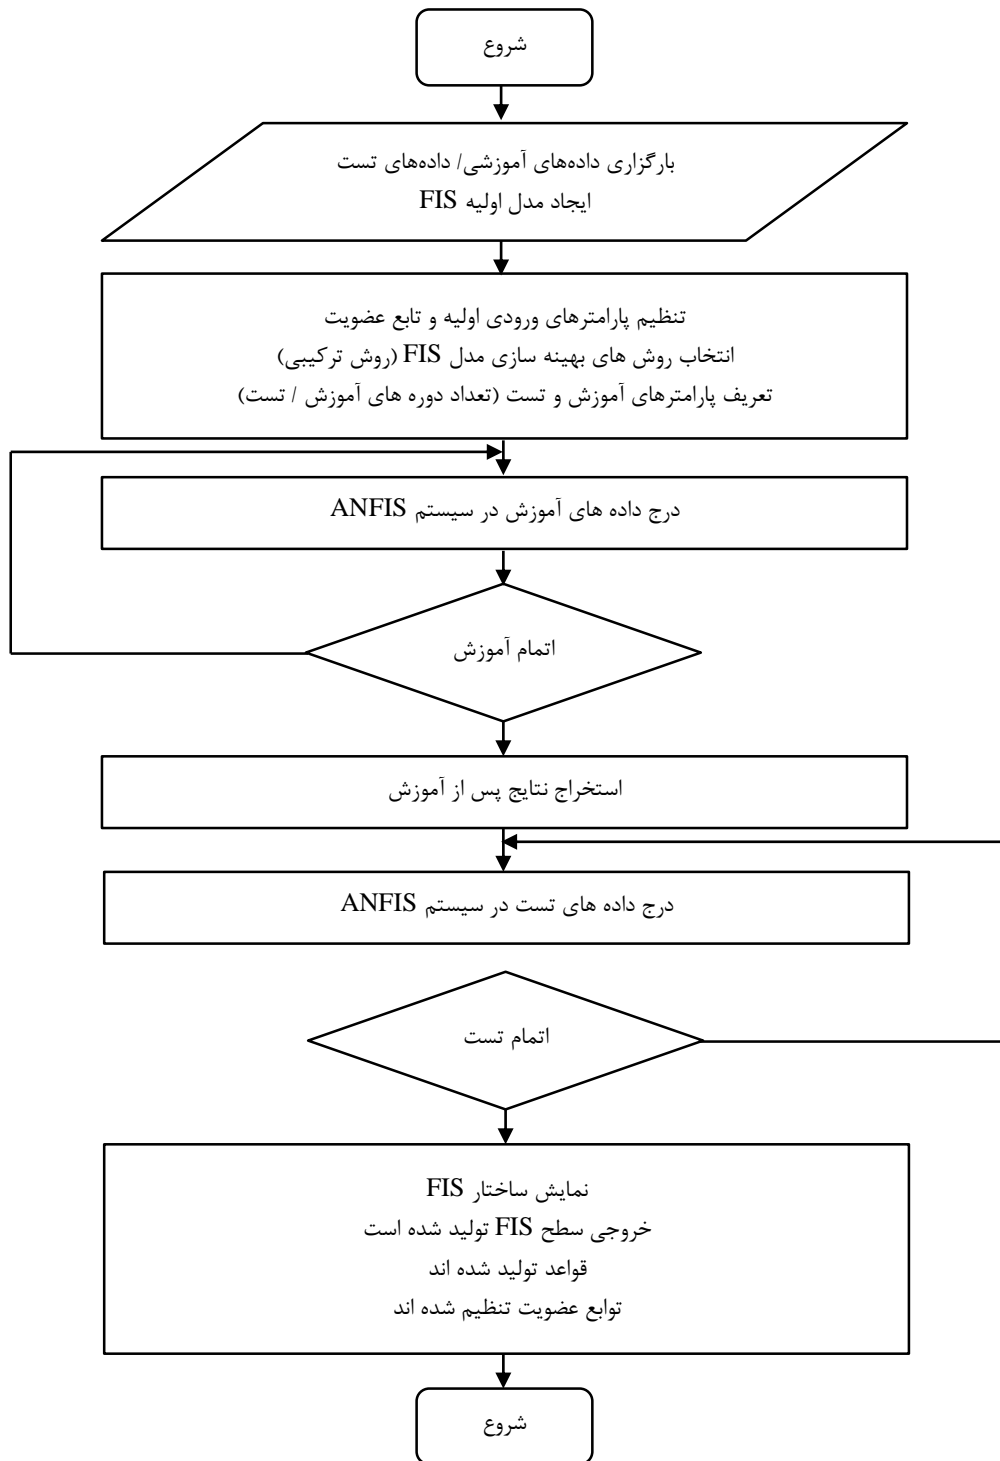 شروع
بارگزاری داده‌های آموزشی/ داده‌های تست
ایجاد مدل اولیه FIS
تنظیم پارامترهای ورودی اولیه و تابع عضویت
انتخاب روش های بهینه سازی مدل FIS (روش ترکیبی)
تعریف پارامترهای آموزش و تست (تعداد دوره های آموزش / تست)
درج داده های آموزش در سیستم ANFIS
اتمام آموزش
استخراج نتایج پس از آموزش
درج داده های تست در سیستم ANFIS
اتمام تست
نمایش ساختار FIS
خروجی سطح FIS تولید شده است
قواعد تولید شده اند
توابع عضویت تنظیم شده اند
شروع